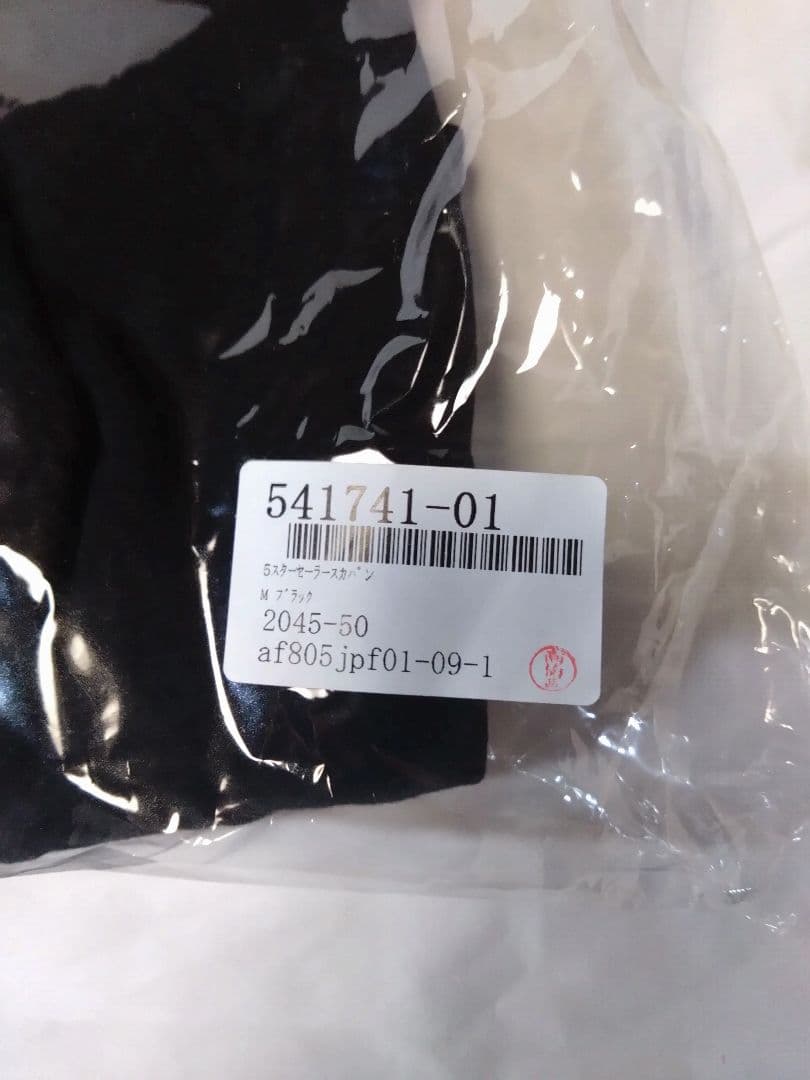 541741-01
5ｽﾀｰｾｰﾗｰｽｶﾊﾟﾝ
M ﾌﾞﾗｯｸ
2045-50
af805jpf01-09-1